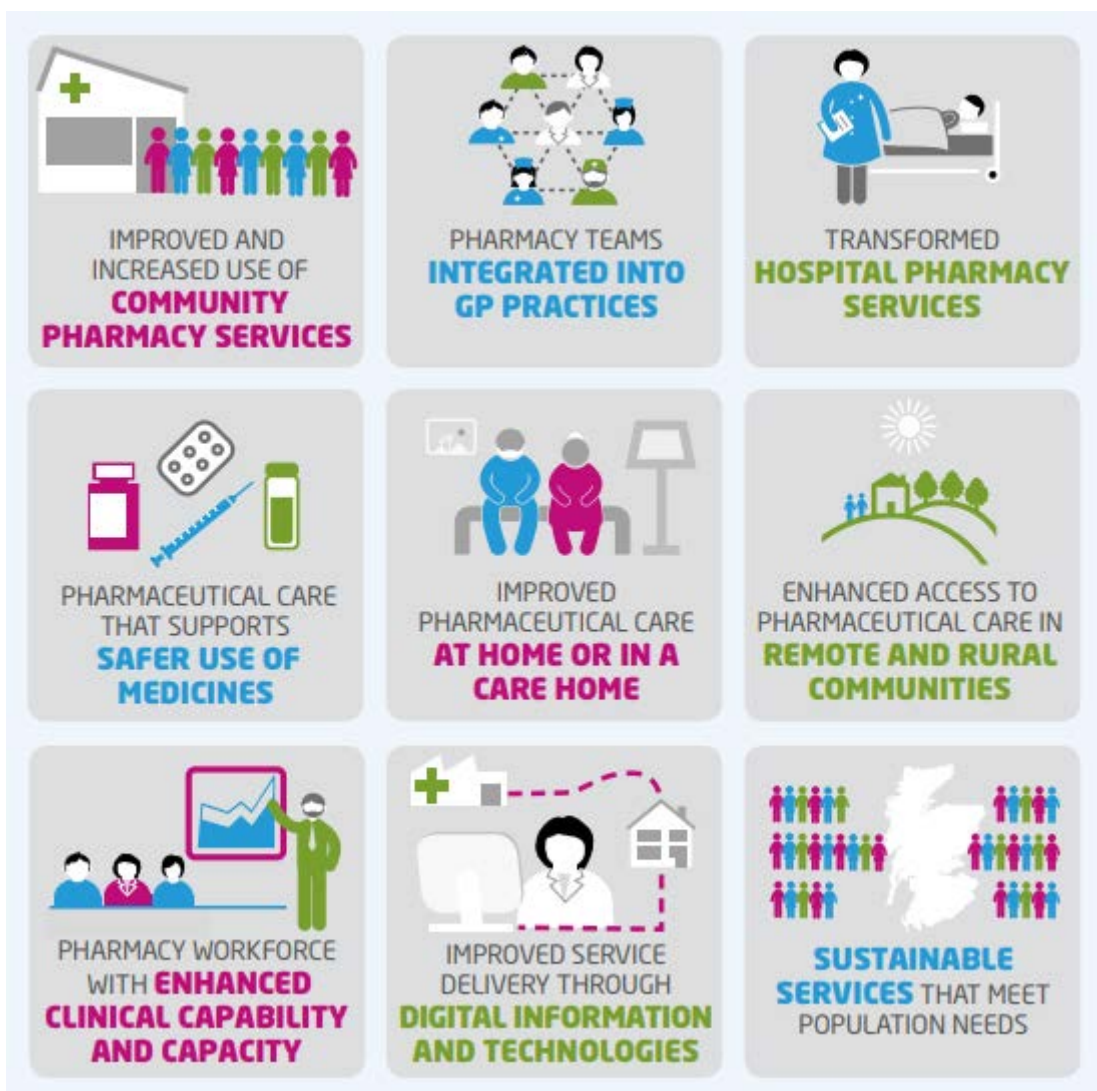 IMPROVED AND
INCREASED USE OF
COMMUNITY
PHARMACY SERVICES
PHARMACY TEAMS
INTEGRATED INTO
GP PRACTICES
TRANSFORMED
HOSPITAL PHARMACY
SERVICES
PHARMACEUTICAL CARE
THAT SUPPORTS
SAFER USE OF
MEDICINES
IMPROVED
PHARMACEUTICAL CARE
AT HOME OR IN A
CARE HOME
ENHANCED ACCESS TO
PHARMACEUTICAL CARE IN
REMOTE AND RURAL
COMMUNITIES
PHARMACY WORKFORCE
WITH ENHANCED
CLINICAL CAPABILITY
AND CAPACITY
IMPROVED SERVICE
DELIVERY THROUGH
DIGITAL INFORMATION
AND TECHNOLOGIES
SUSTAINABLE
SERVICES THAT MEET
POPULATION NEEDS